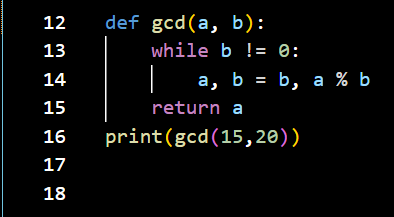 12 def gcd(a, b):
13     while b != 0:
14         a, b = b, a % b
15     return a
16 print(gcd(15,20))
17
18